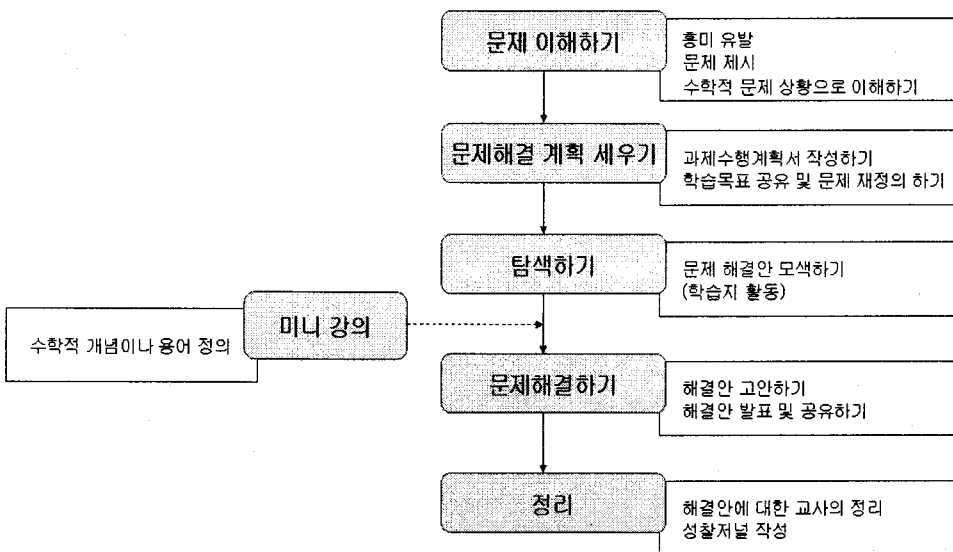 문제 이해하기
흥미 유발
문제 제시
수학적 문제 상황으로 이해하기
문제해결 계획 세우기
과제수행계획서 작성하기
학습목표 공유 및 문제 재정의 하기
탐색하기
문제 해결안 모색하기
(학습지 활동)
미니 강의
수학적 개념이나 용어 정의
문제해결하기
해결안 고안하기
해결안 발표 및 공유하기
정리
해결안에 대한 교사의 정리
성찰저널 작성